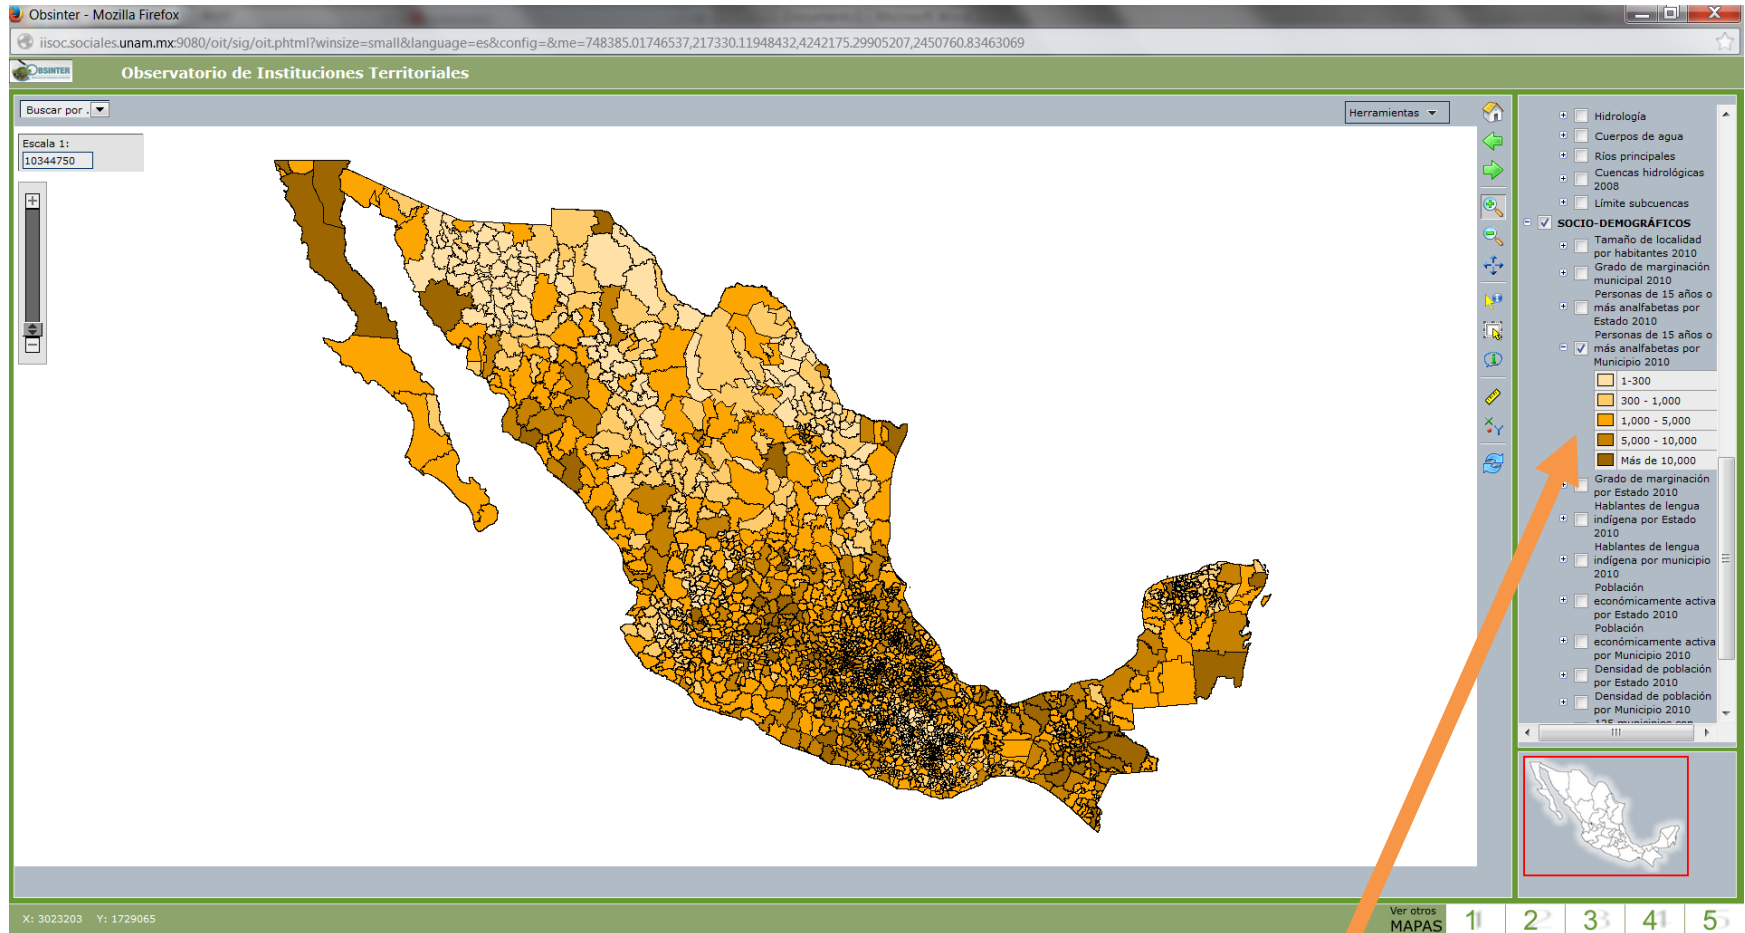 Obsinter - Mozilla Firefox
iisoc.sociales.unam.mx:9080/oit/sig/oit.phtml?winsize=small&language=es&config=&me=748385.01746537,217330.11948432,4242175.29905207,2450760.83463069
OBSINTER
Observatorio de Instituciones Territoriales
Buscar por .
Herramientas
Escala 1:
10344750
Hidrología
Cuerpos de agua
Ríos principales
Cuencas hidrológicas
2008
Límite subcuencas
SOCIO-DEMOGRÁFICOS
Tamaño de localidad
por habitantes 2010
Grado de marginación
municipal 2010
Personas de 15 años o
más analfabetas por
Estado 2010
Personas de 15 años o
más analfabetas por
Municipio 2010
1-300
300 - 1,000
1,000 - 5,000
5,000 - 10,000
Más de 10,000
Grado de marginación
por Estado 2010
Hablantes de lengua
indígena por Estado
2010
Hablantes de lengua
indígena por municipio
2010
Población
económicamente activa
por Estado 2010
Población
económicamente activa
por Municipio 2010
Densidad de población
por Estado 2010
Densidad de población
por Municipio 2010
125 municipios con
X: 3023203 Y: 1729065
Ver otros
MAPAS
1 2 3 4 5